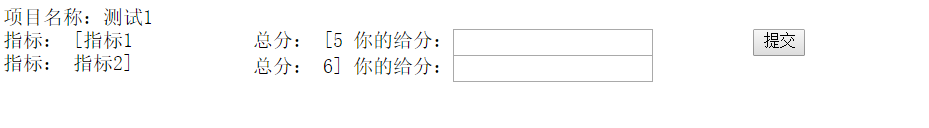 项目名称：测试1
指标： [指标1 总分： [5 你的给分： 提交
指标： 指标2] 总分： 6] 你的给分：